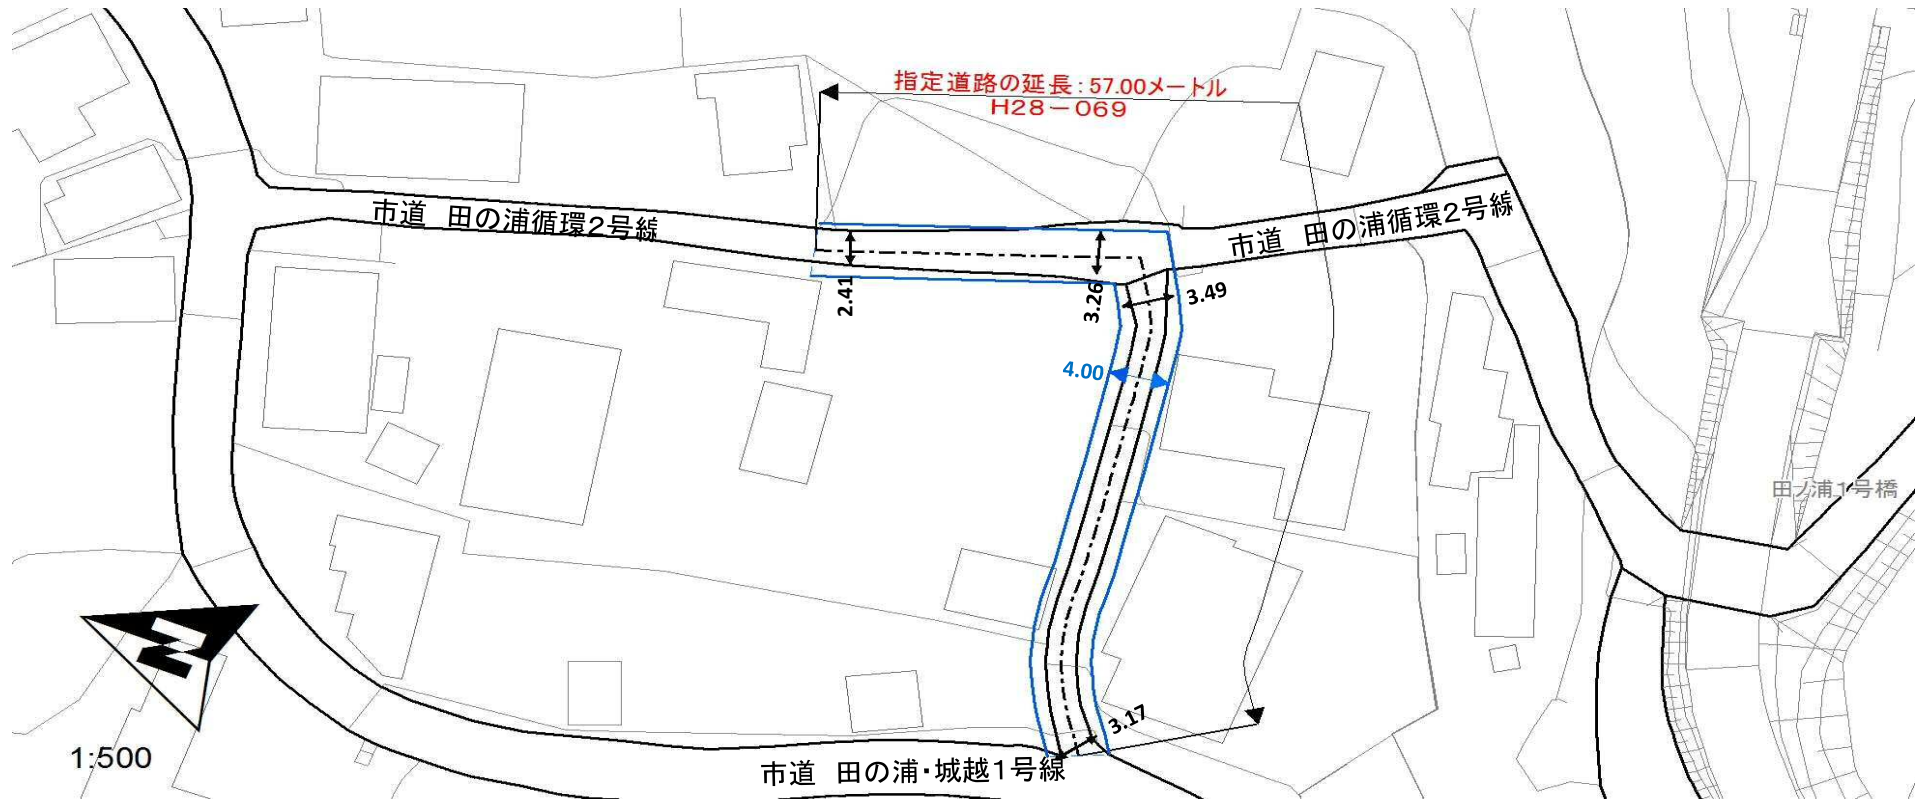 指定道路の延長:57.00メートル
H28-069
市道 田の浦循環2号線
市道 田の浦循環2号線
2.41
3.26
3.49
4.00
田ノ浦1号橋
3.17
N
1:500
市道 田の浦・城越1号線